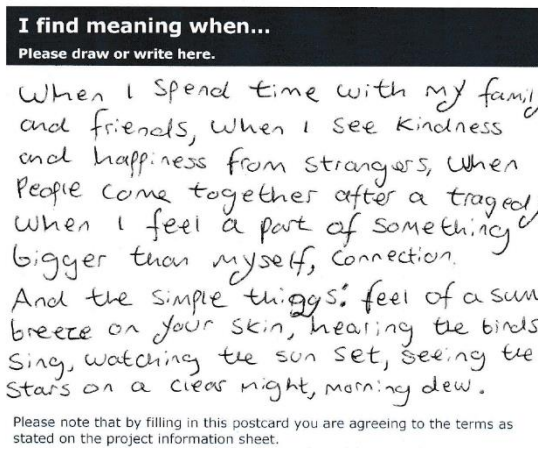 I find meaning when...
Please draw or write here.
When I spend time with my family
and friends, when I see kindness
and happiness from strangers, when
People come together after a traged
when I feel a part of something
bigger than myself, connection.
And the simple things: feel of a sum
breeze on your skin, hearing the birds
sing, watching the sun set, seeing the
stars on a clear night, morning dew.
Please note that by filling in this postcard you are agreeing to the terms as
stated on the project information sheet.